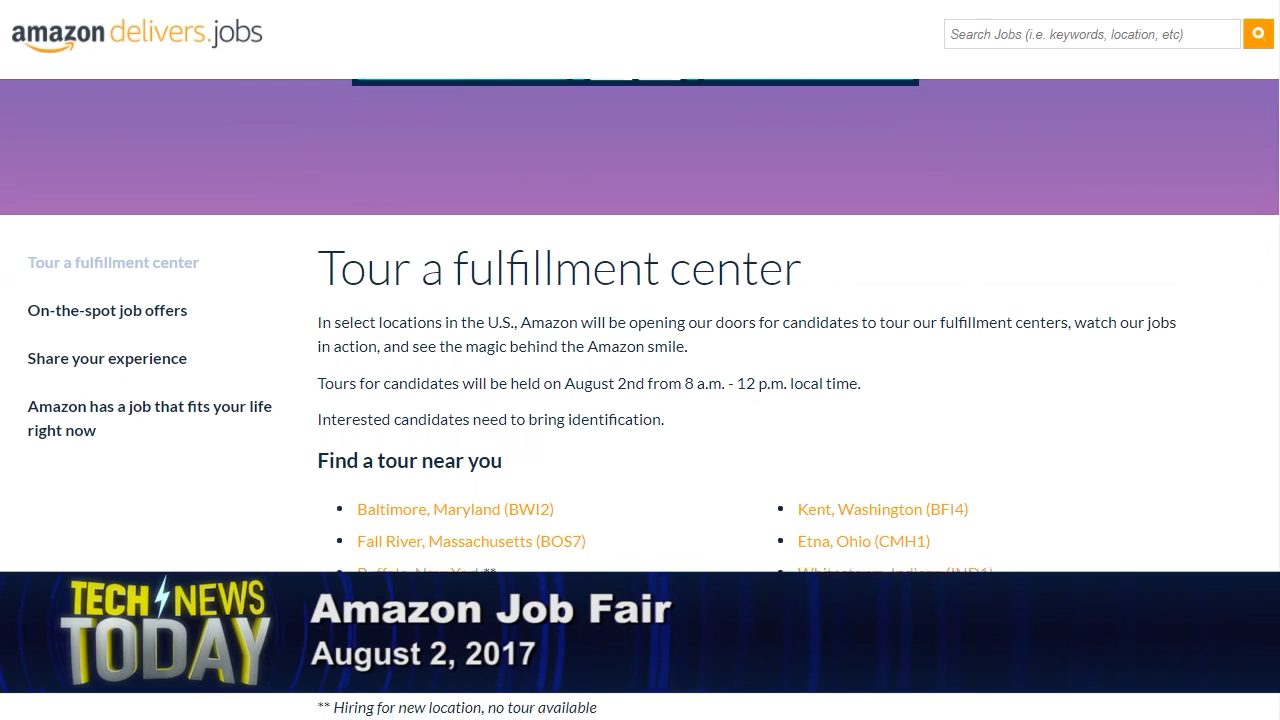 amazon delivers.jobs
Search Jobs (i.e. keywords, location, etc)
Tour a fulfillment center
On-the-spot job offers
Share your experience
Amazon has a job that fits your life
right now
Tour a fulfillment center
In select locations in the U.S., Amazon will be opening our doors for candidates to tour our fulfillment centers, watch our jobs
in action, and see the magic behind the Amazon smile.
Tours for candidates will be held on August 2nd from 8 a.m. - 12 p.m. local time.
Interested candidates need to bring identification.
Find a tour near you
Baltimore, Maryland (BWI2)
Fall River, Massachusetts (BOS7)
Buffalo, New York**
Kent, Washington (BFI4)
Etna, Ohio (CMH1)
Whitestown, Indiana (IND1)
TECH NEWS
TODAY
Amazon Job Fair
August 2, 2017
** Hiring for new location, no tour available